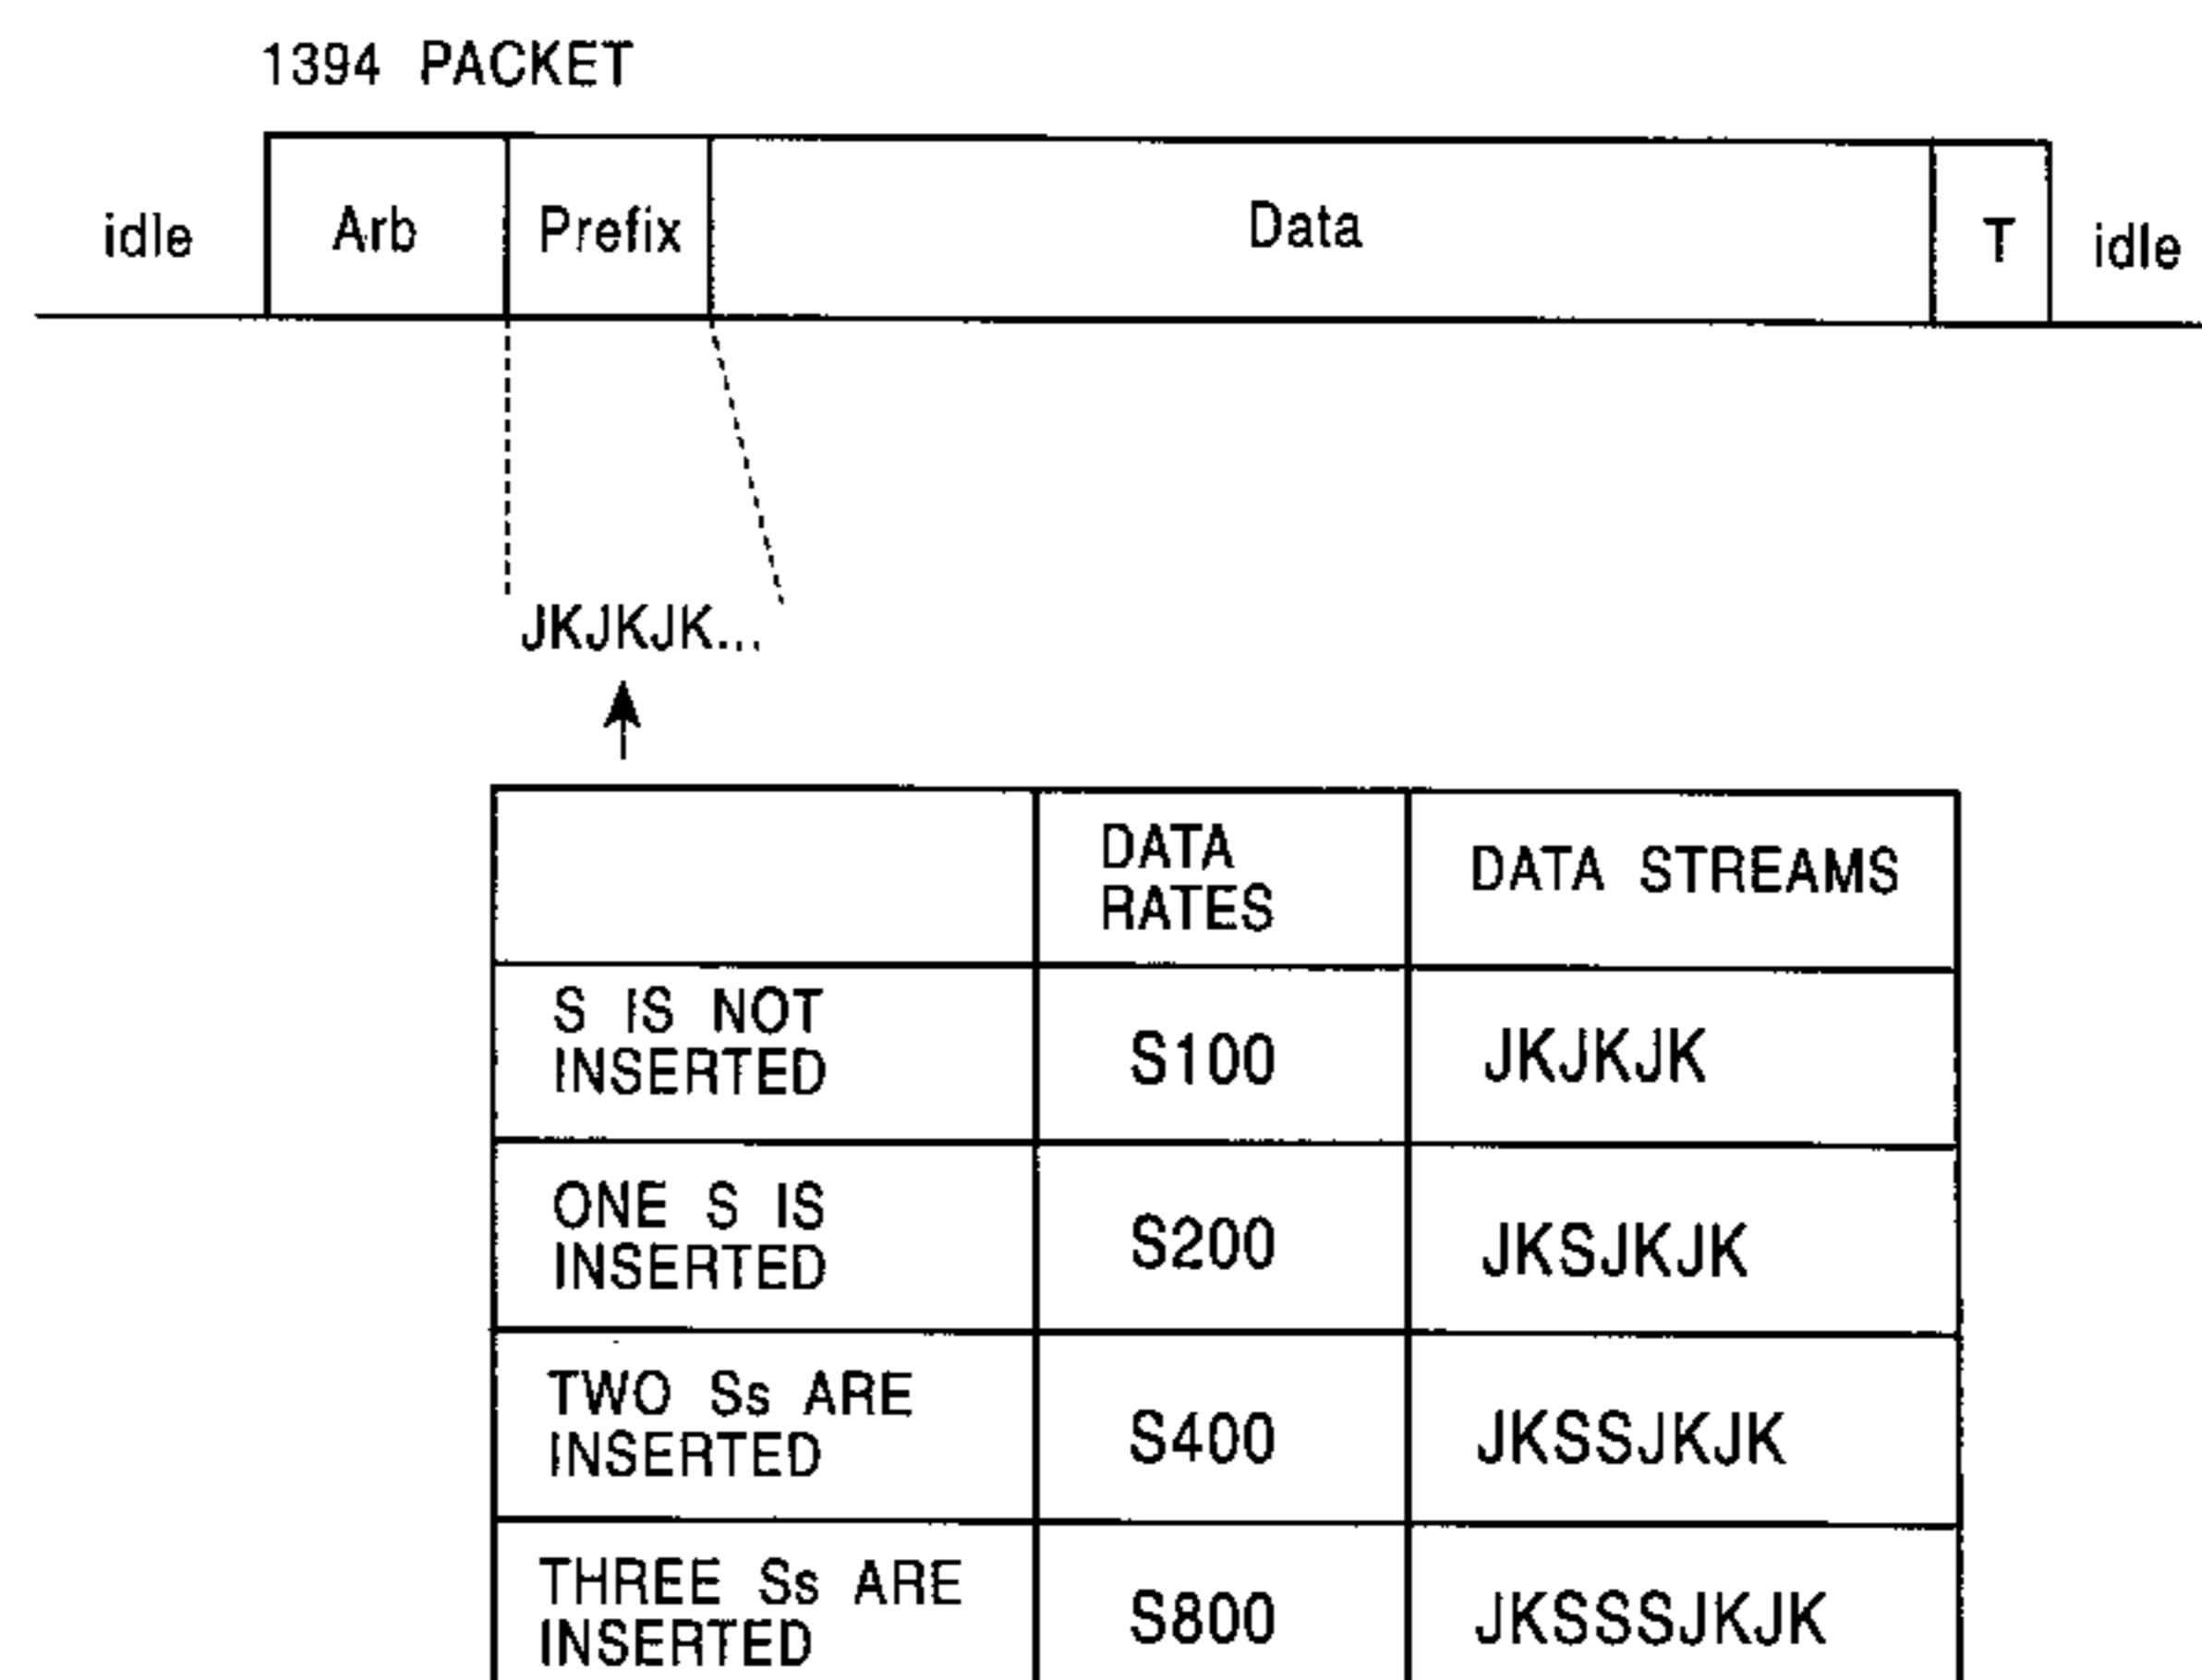 1394 PACKET
idle
Arb
Prefix
Data
T
idle
JKJKJK...
DATA
RATES
DATA STREAMS
S IS NOT
INSERTED
S100
JKJKJK
ONE S IS
INSERTED
S200
JKSJKJK
TWO Ss ARE
INSERTED
S400
JKSSJKJK
THREE Ss ARE
INSERTED
S800
JKSSSJKJK